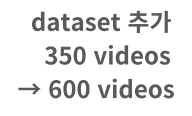 dataset 추가
350 videos
→ 600 videos